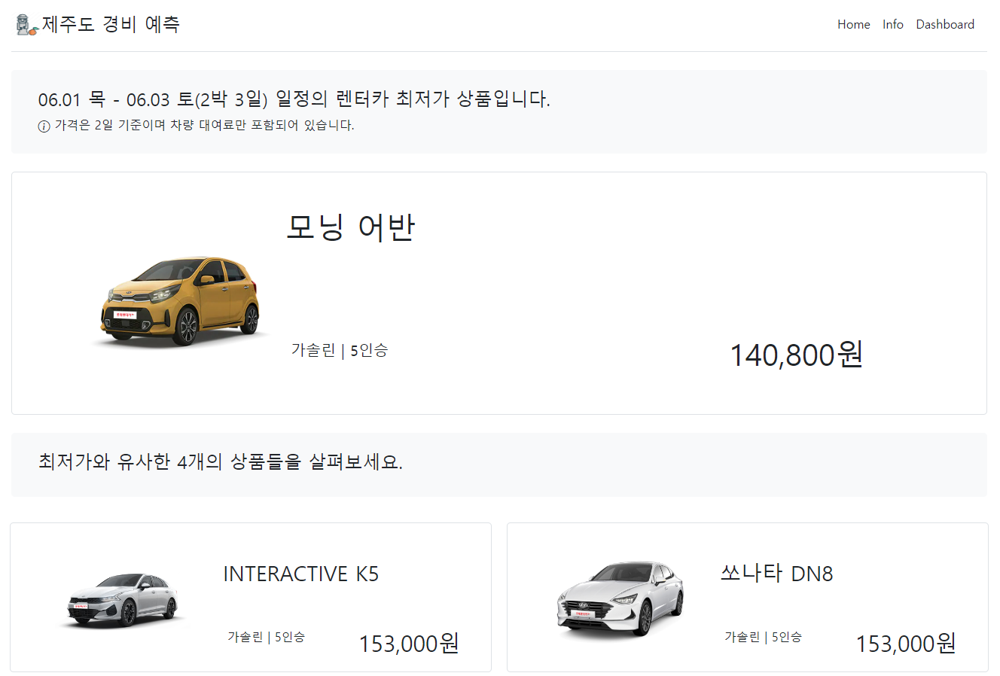 제주도 경비 예측
Home Info Dashboard
06.01 목 - 06.03 토(2박 3일) 일정의 렌터카 최저가 상품입니다.
가격은 2일 기준이며 차량 대여료만 포함되어 있습니다.
모닝 어반
가솔린 | 5인승
140,800원
최저가와 유사한 4개의 상품들을 살펴보세요.
INTERACTIVE K5
가솔린 | 5인승
153,000원
쏘나타 DN8
가솔린 | 5인승
153,000원